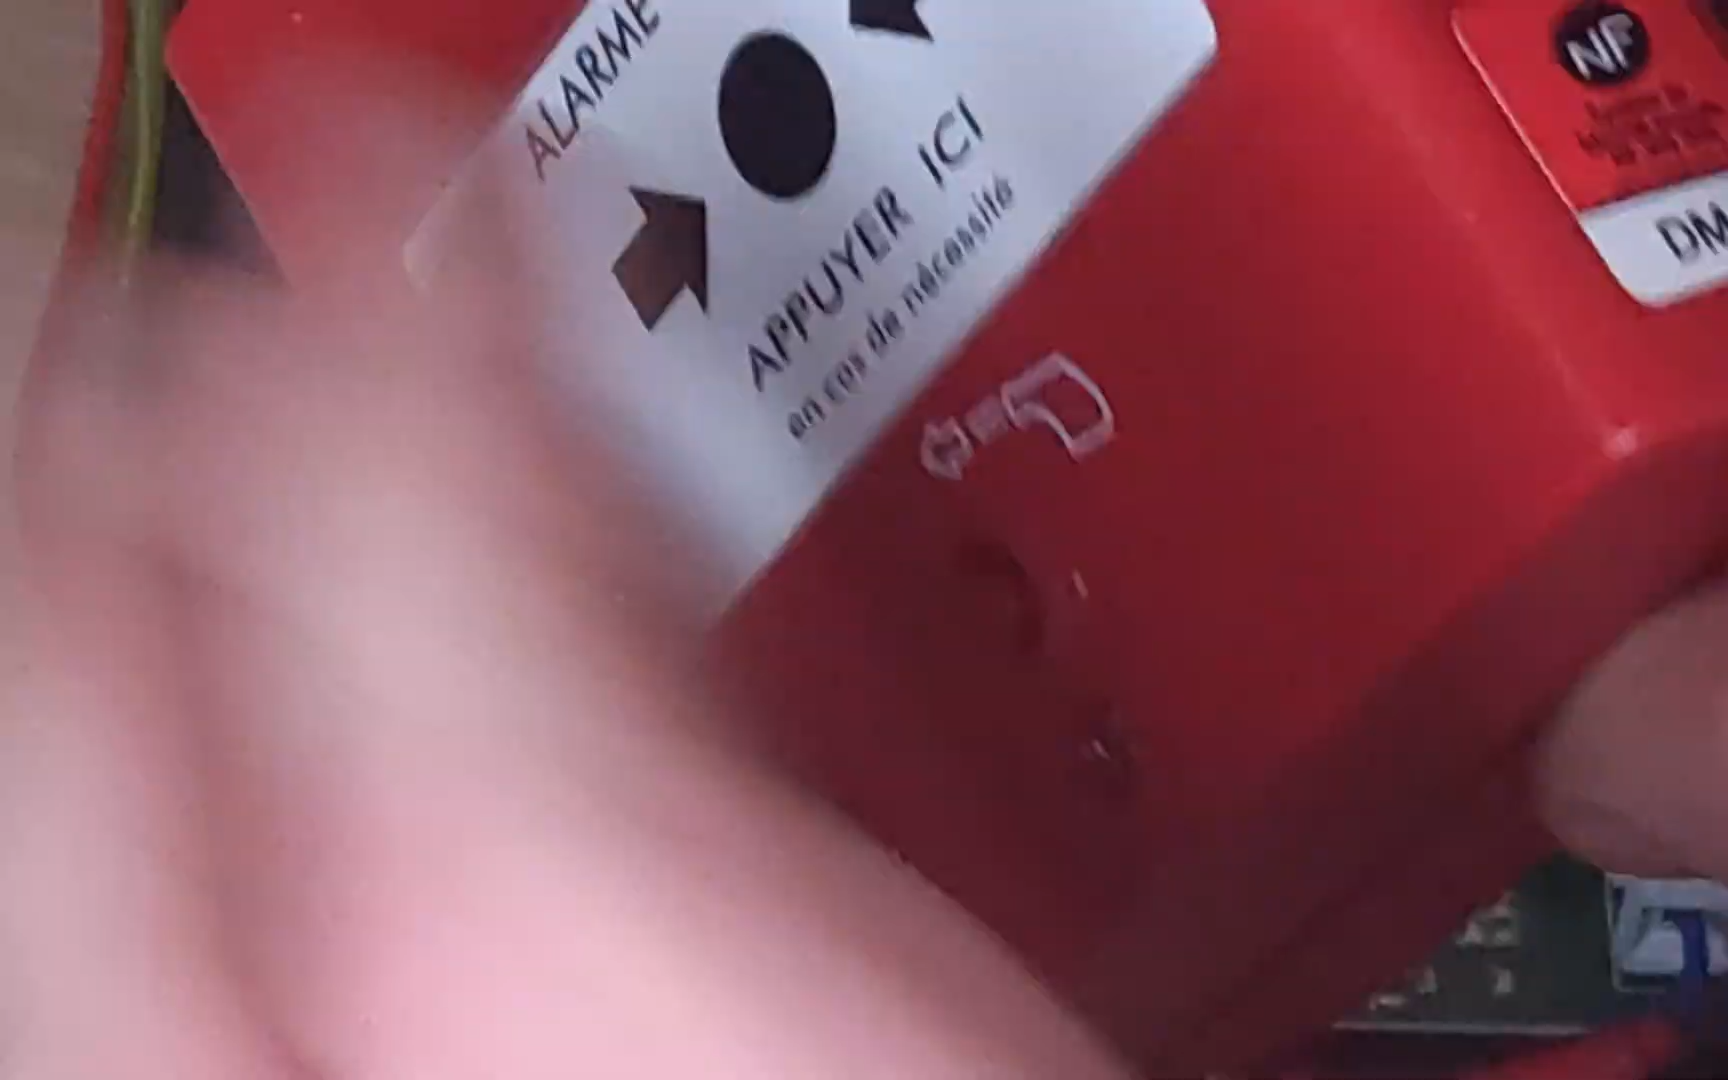 ALARME
APPUYER ICI
en cas de nécessité
NF
DM